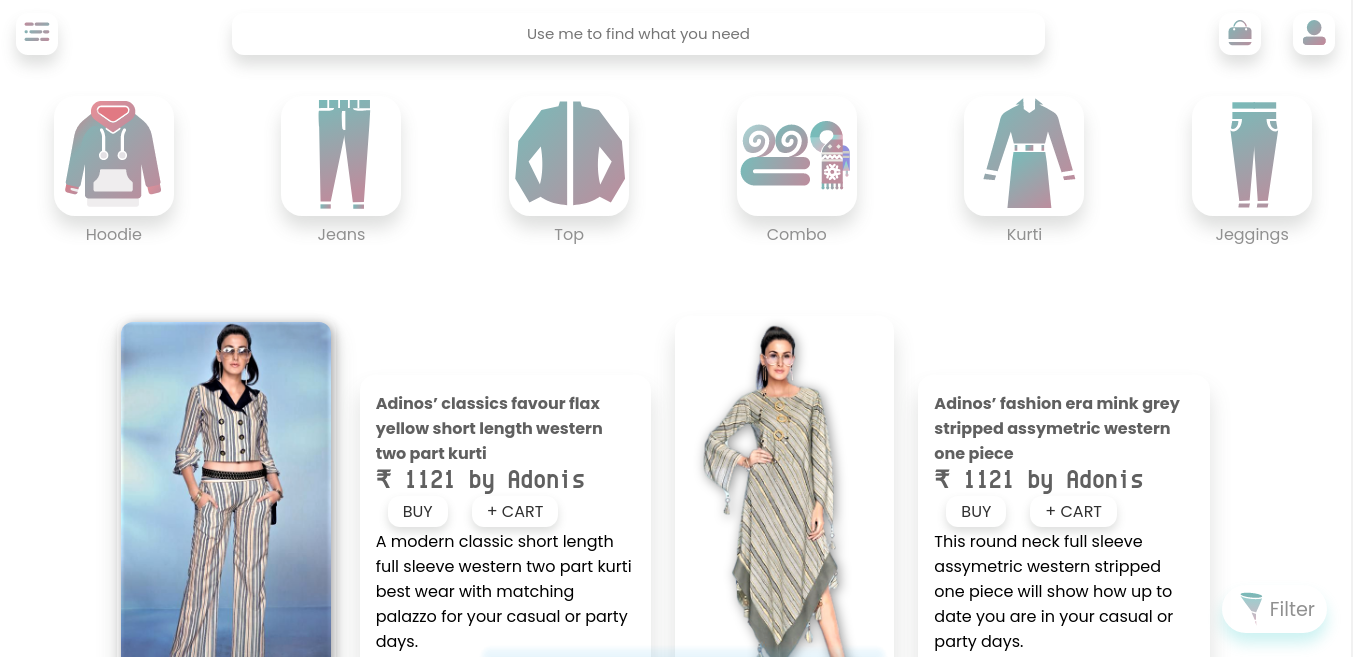 Use me to find what you need
Hoodie
Jeans
Top
Combo
Kurti
Jeggings
Adinos’ classics favour flax
yellow short length western
two part kurti
₹ 1121 by Adonis
BUY
+ CART
A modern classic short length
full sleeve western two part kurti
best wear with matching
palazzo for your casual or party
days.
Adinos’ fashion era mink grey
stripped assymetric western
one piece
₹ 1121 by Adonis
BUY
+ CART
This round neck full sleeve
assymetric western stripped
one piece will show how up to
date you are in your casual or
party days.
Filter